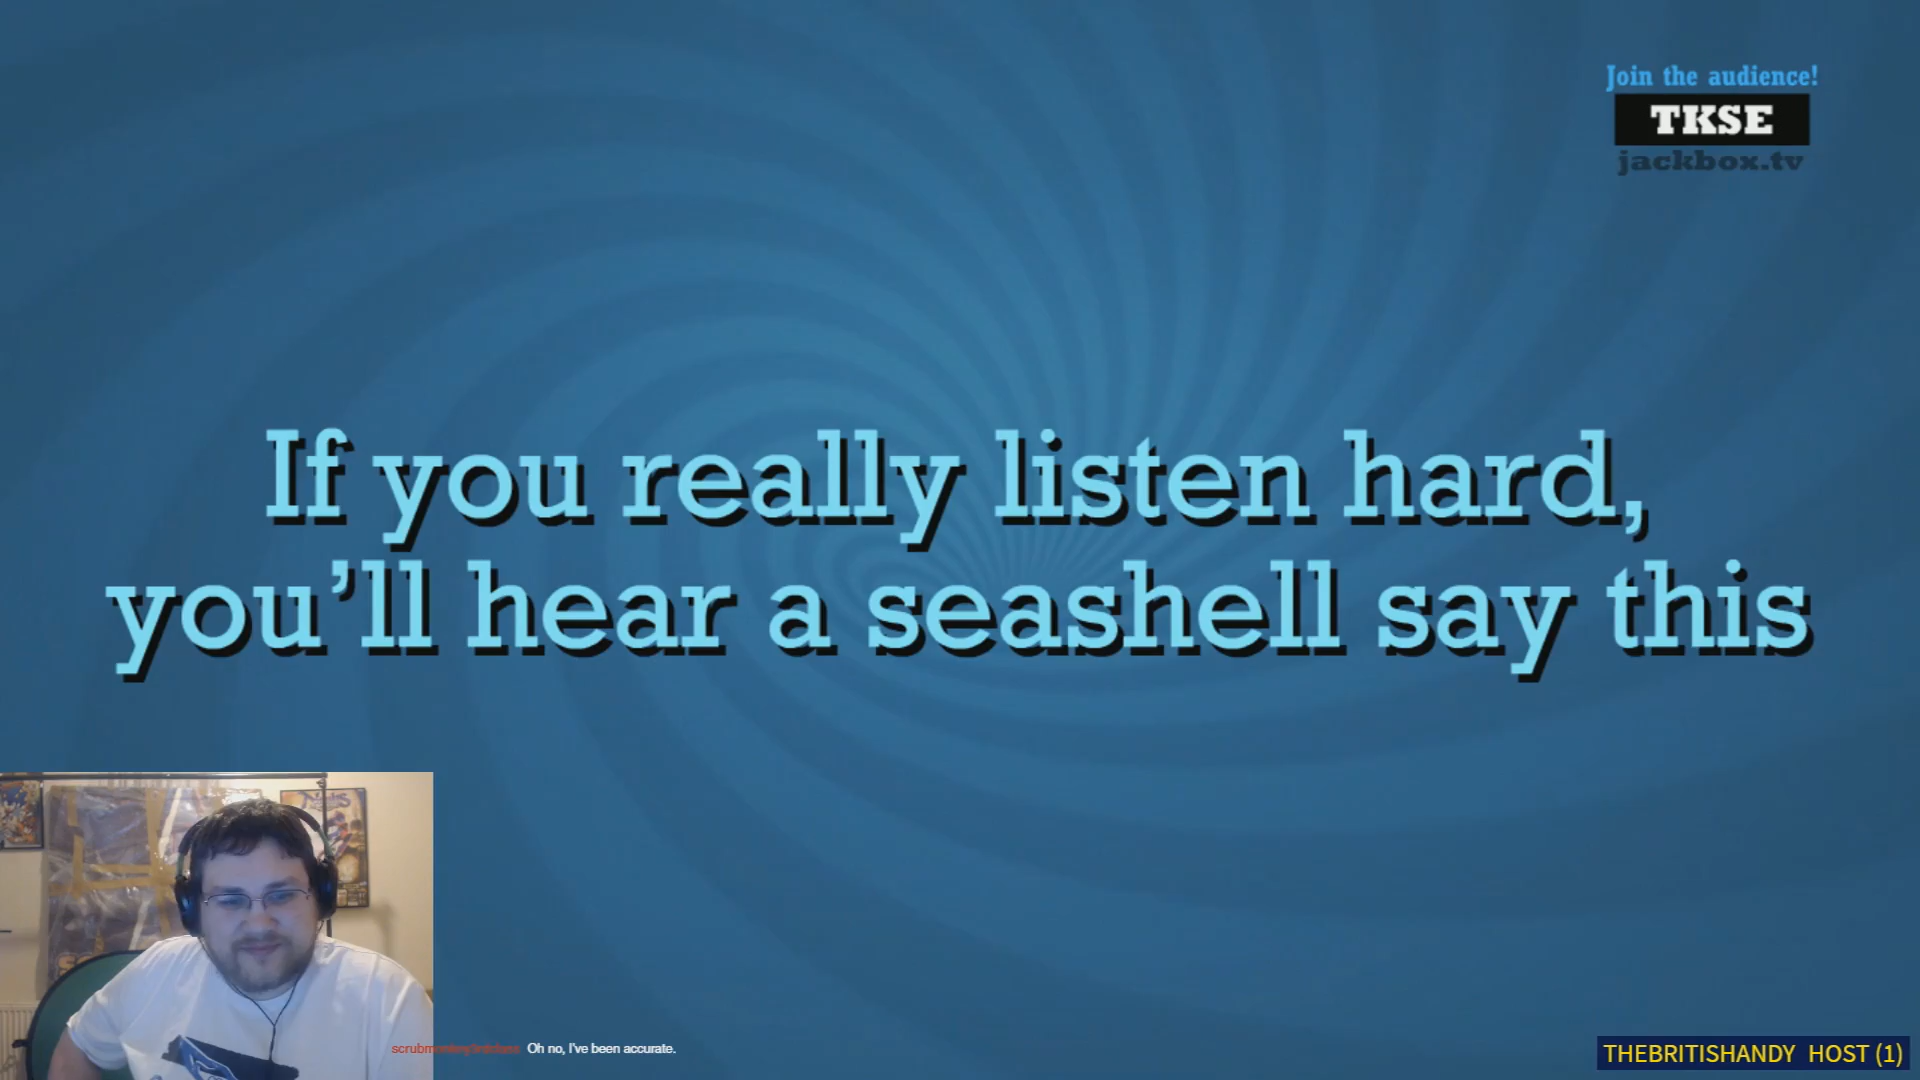 Join the audience!
TKSE
jackbox.tv
If you really listen hard,
you’ll hear a seashell say this
Oh no, I've been accurate.
THEBRITISHANDY HOST (1)